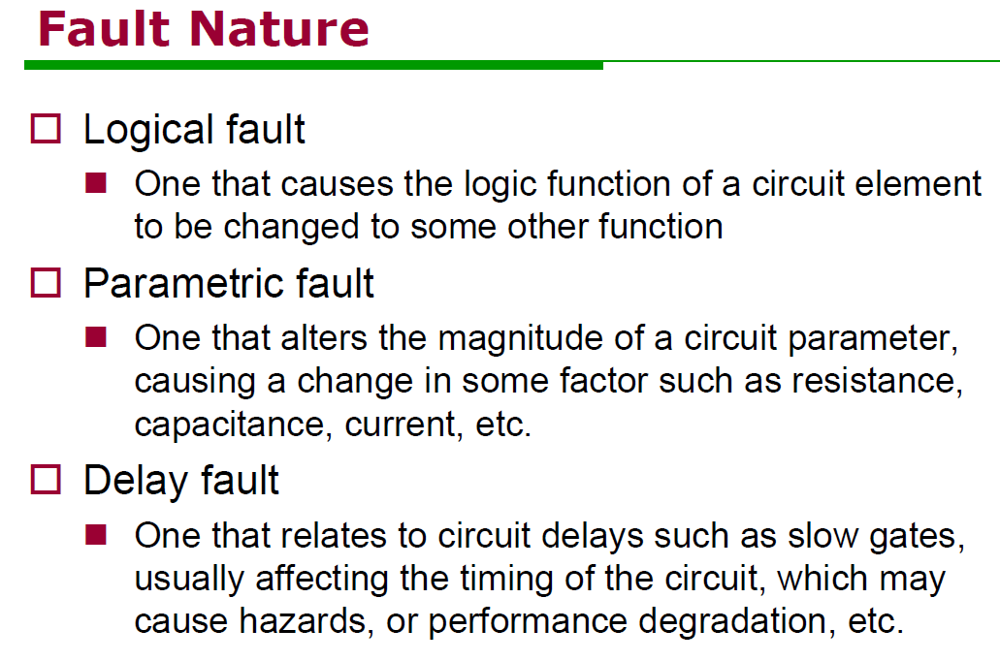 Fault Nature
Logical fault
One that causes the logic function of a circuit element
to be changed to some other function
Parametric fault
One that alters the magnitude of a circuit parameter,
causing a change in some factor such as resistance,
capacitance, current, etc.
Delay fault
One that relates to circuit delays such as slow gates,
usually affecting the timing of the circuit, which may
cause hazards, or performance degradation, etc.